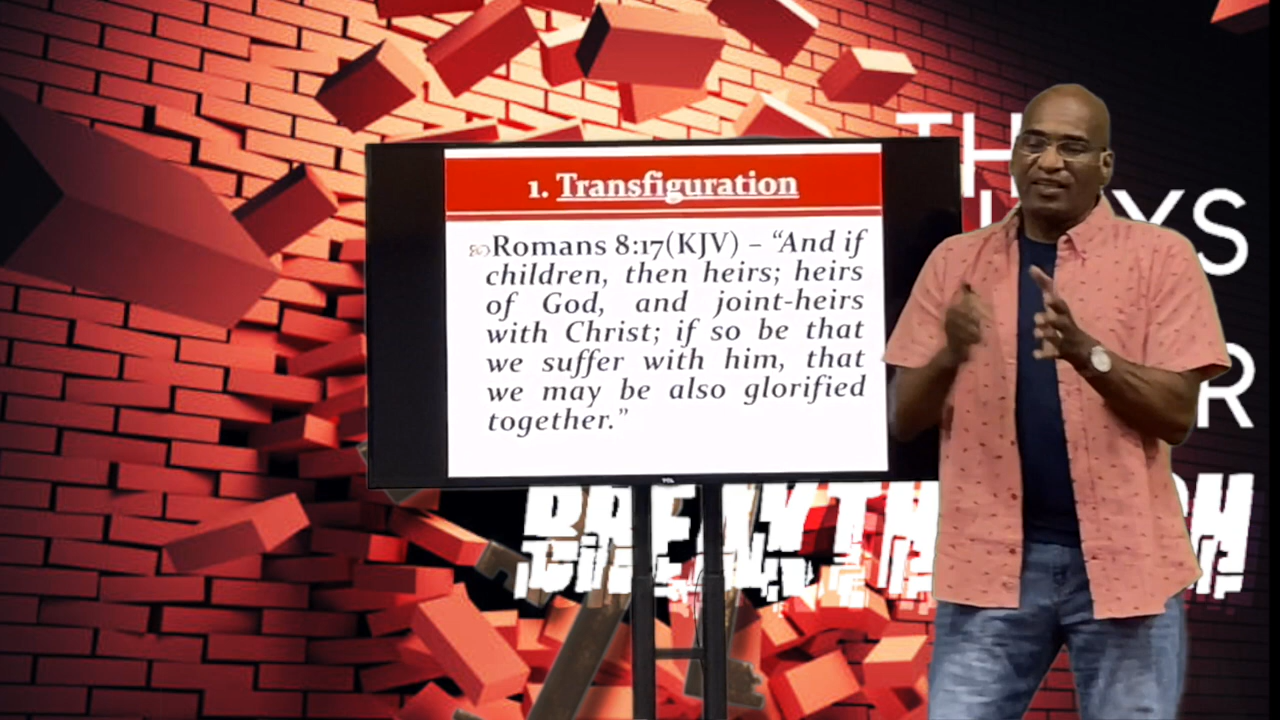 1. Transfiguration
Romans 8:17(KJV) – “And if
children, then heirs; heirs
of God, and joint-heirs
with Christ; if so be that
we suffer with him, that
we may be also glorified
together.”
TCL